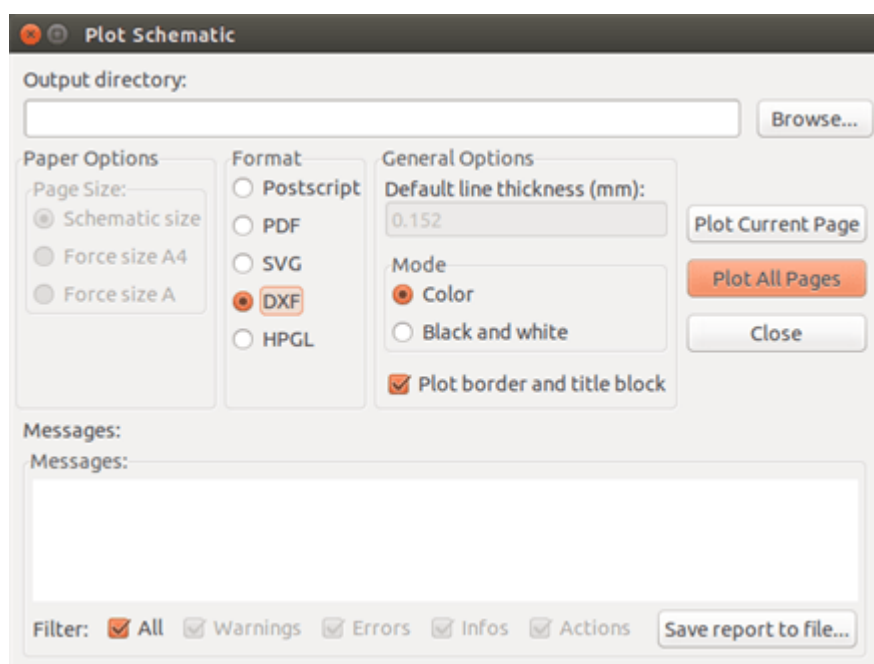 Plot Schematic
Output directory:
Browse...
Paper Options
Page Size:
Schematic size
Force size A4
Force size A
Format
Postscript
PDF
SVG
DXF
HPGL
General Options
Default line thickness (mm):
0.152
Mode
Color
Black and white
Plot border and title block
Plot Current Page
Plot All Pages
Close
Messages:
Messages:
Filter: All Warnings Errors Infos Actions Save report to file...